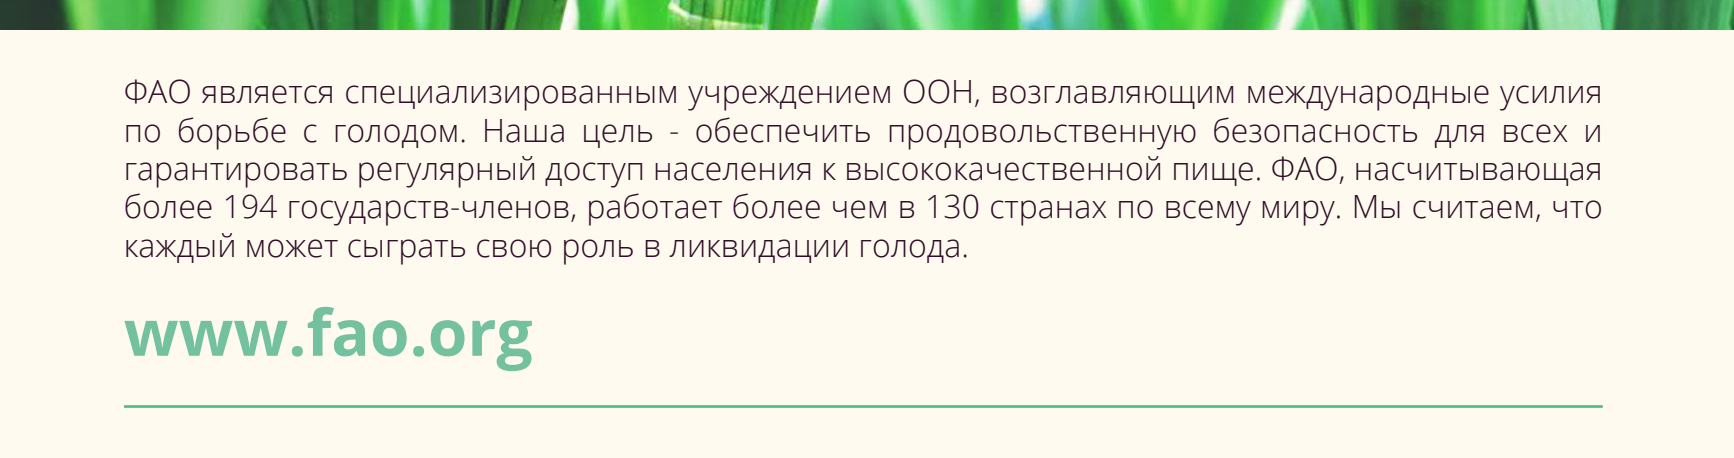 ФАО является специализированным учреждением ООН, возглавляющим международные усилия
по борьбе с голодом. Наша цель - обеспечить продовольственную безопасность для всех и
гарантировать регулярный доступ населения к высококачественной пище. ФАО, насчитывающая
более 194 государств-членов, работает более чем в 130 странах по всему миру. Мы считаем, что
каждый может сыграть свою роль в ликвидации голода.
www.fao.org